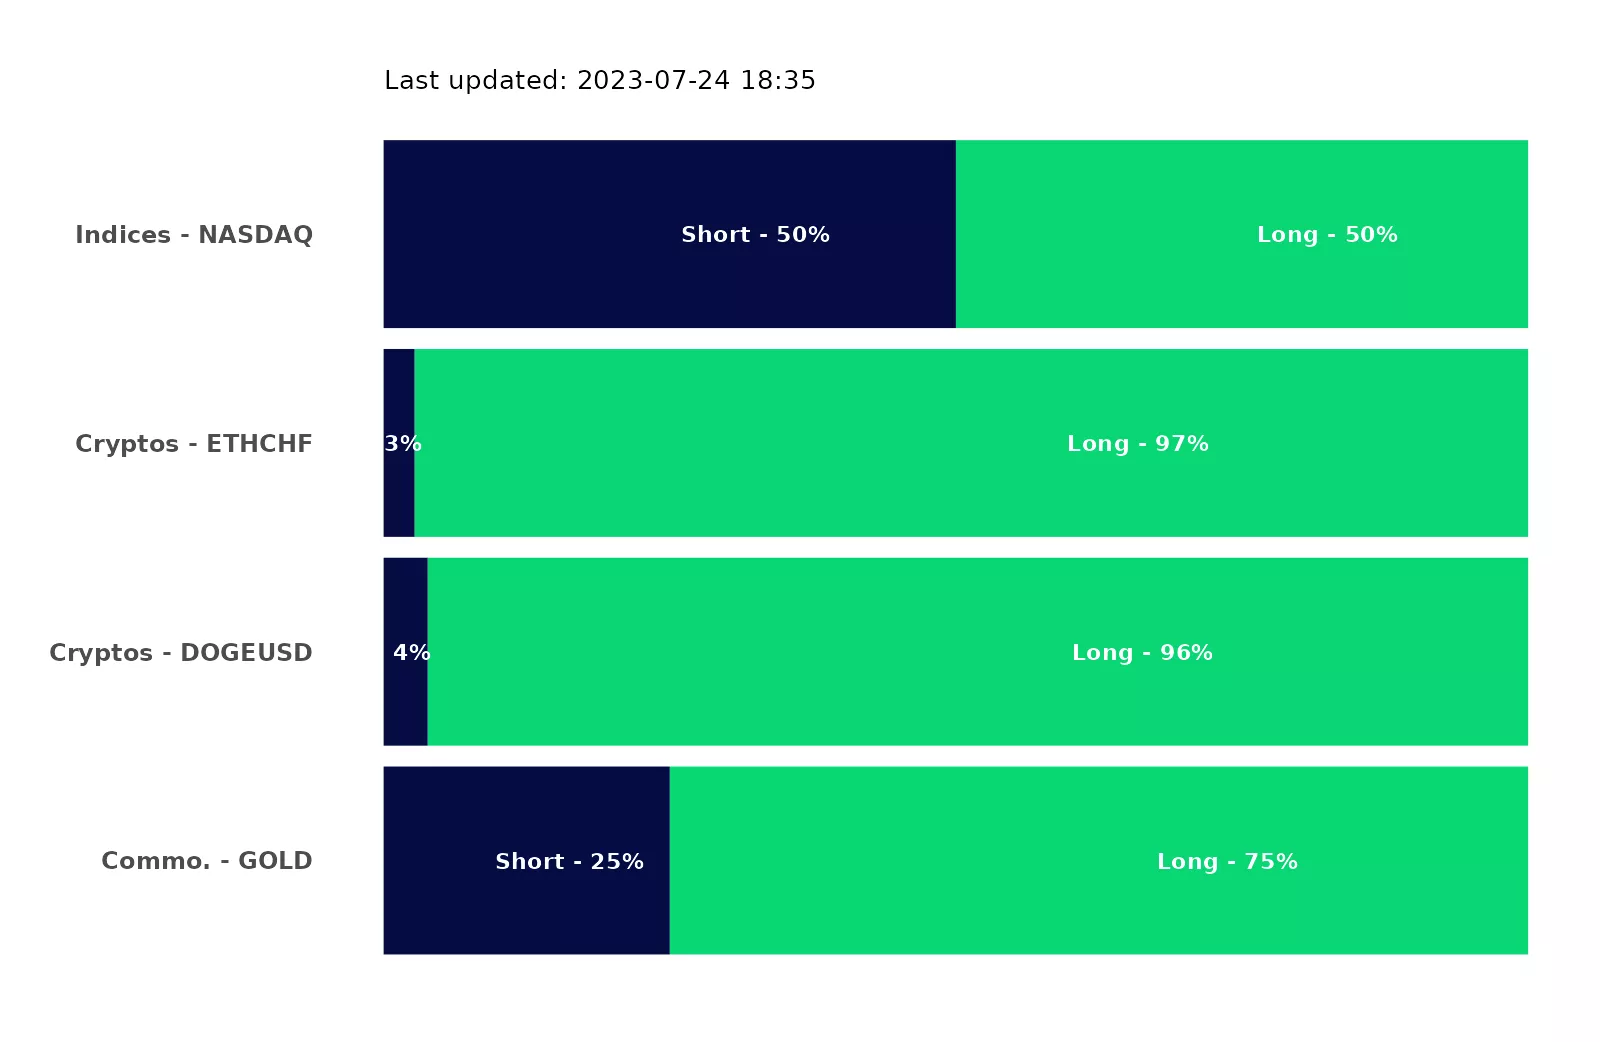 Last updated: 2023-07-24 18:35
Indices - NASDAQ Short - 50% Long - 50%
Cryptos - ETHCHF 3% Long - 97%
Cryptos - DOGEUSD 4% Long - 96%
Commo. - GOLD Short - 25% Long - 75%